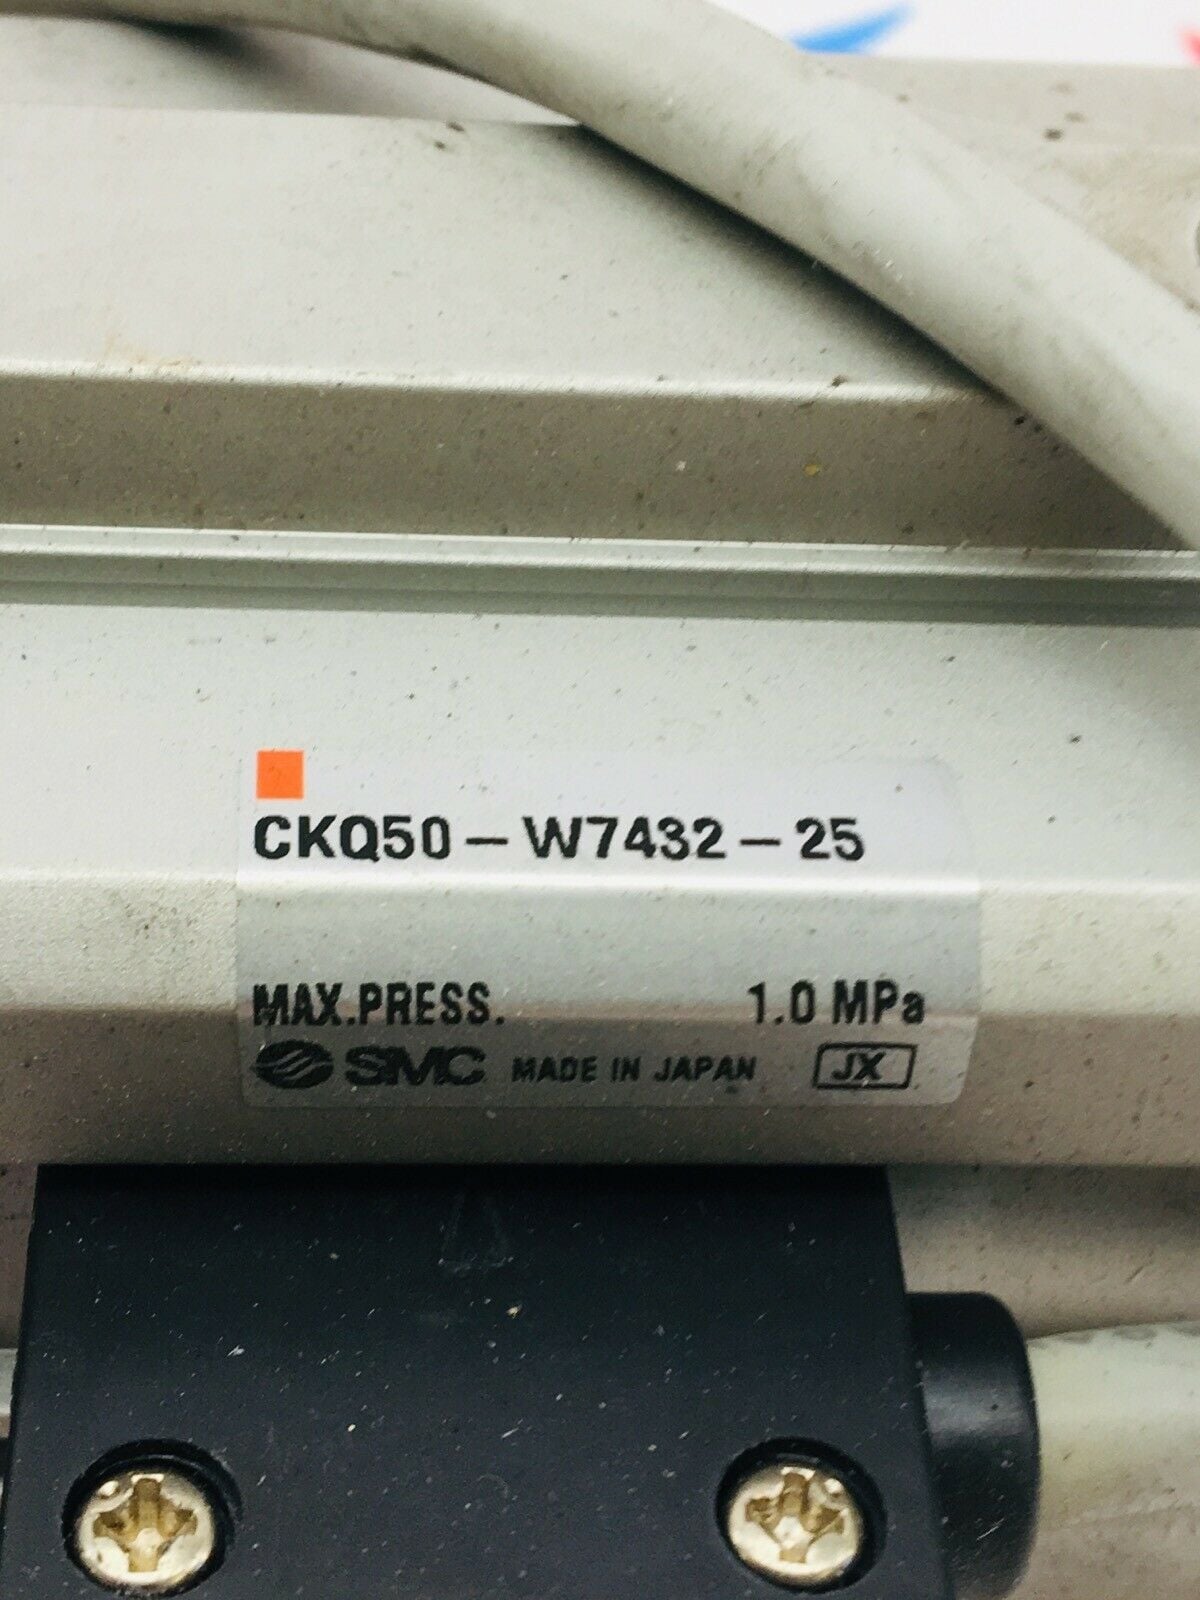 CKQ50-W7432-25
MAX.PRESS. 1.0 MPa
SMC MADE IN JAPAN JX